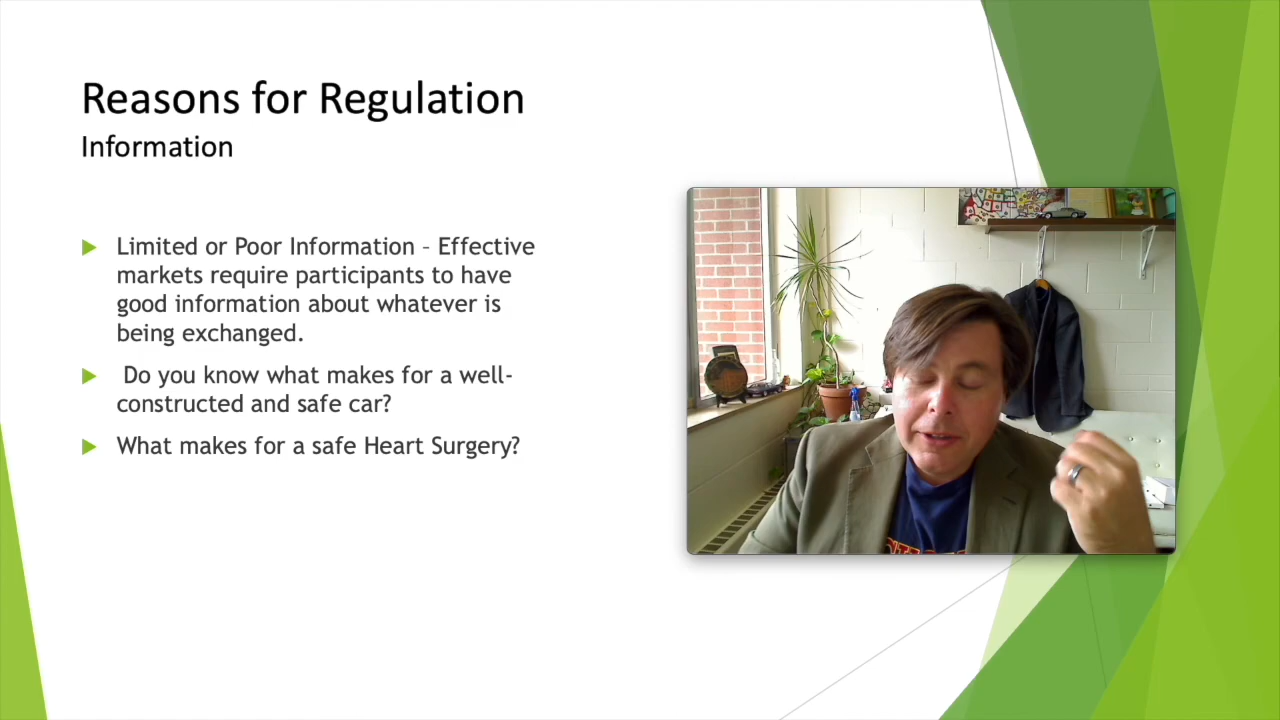 Reasons for Regulation
Information
Limited or Poor Information – Effective
markets require participants to have
good information about whatever is
being exchanged.
Do you know what makes for a well-
constructed and safe car?
What makes for a safe Heart Surgery?